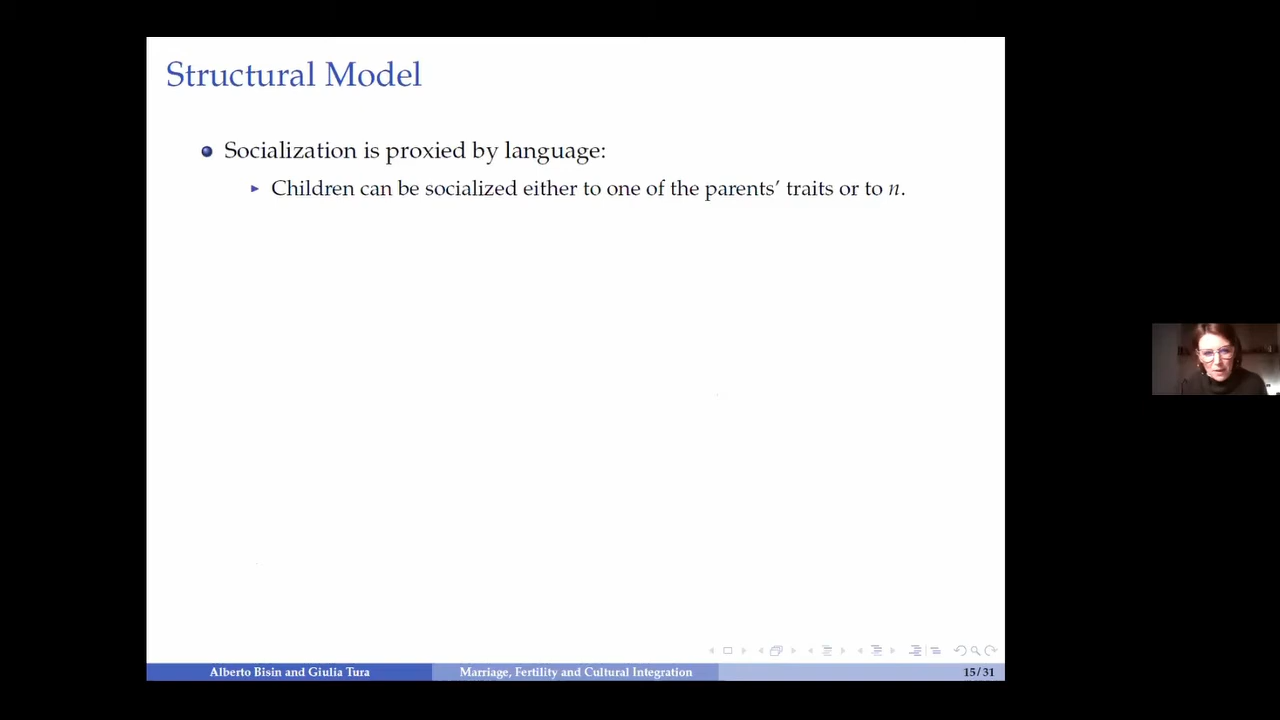 Structural Model
Socialization is proxied by language:
Children can be socialized either to one of the parents’ traits or to n.
Alberto Bisin and Giulia Tura
Marriage, Fertility and Cultural Integration
15/31